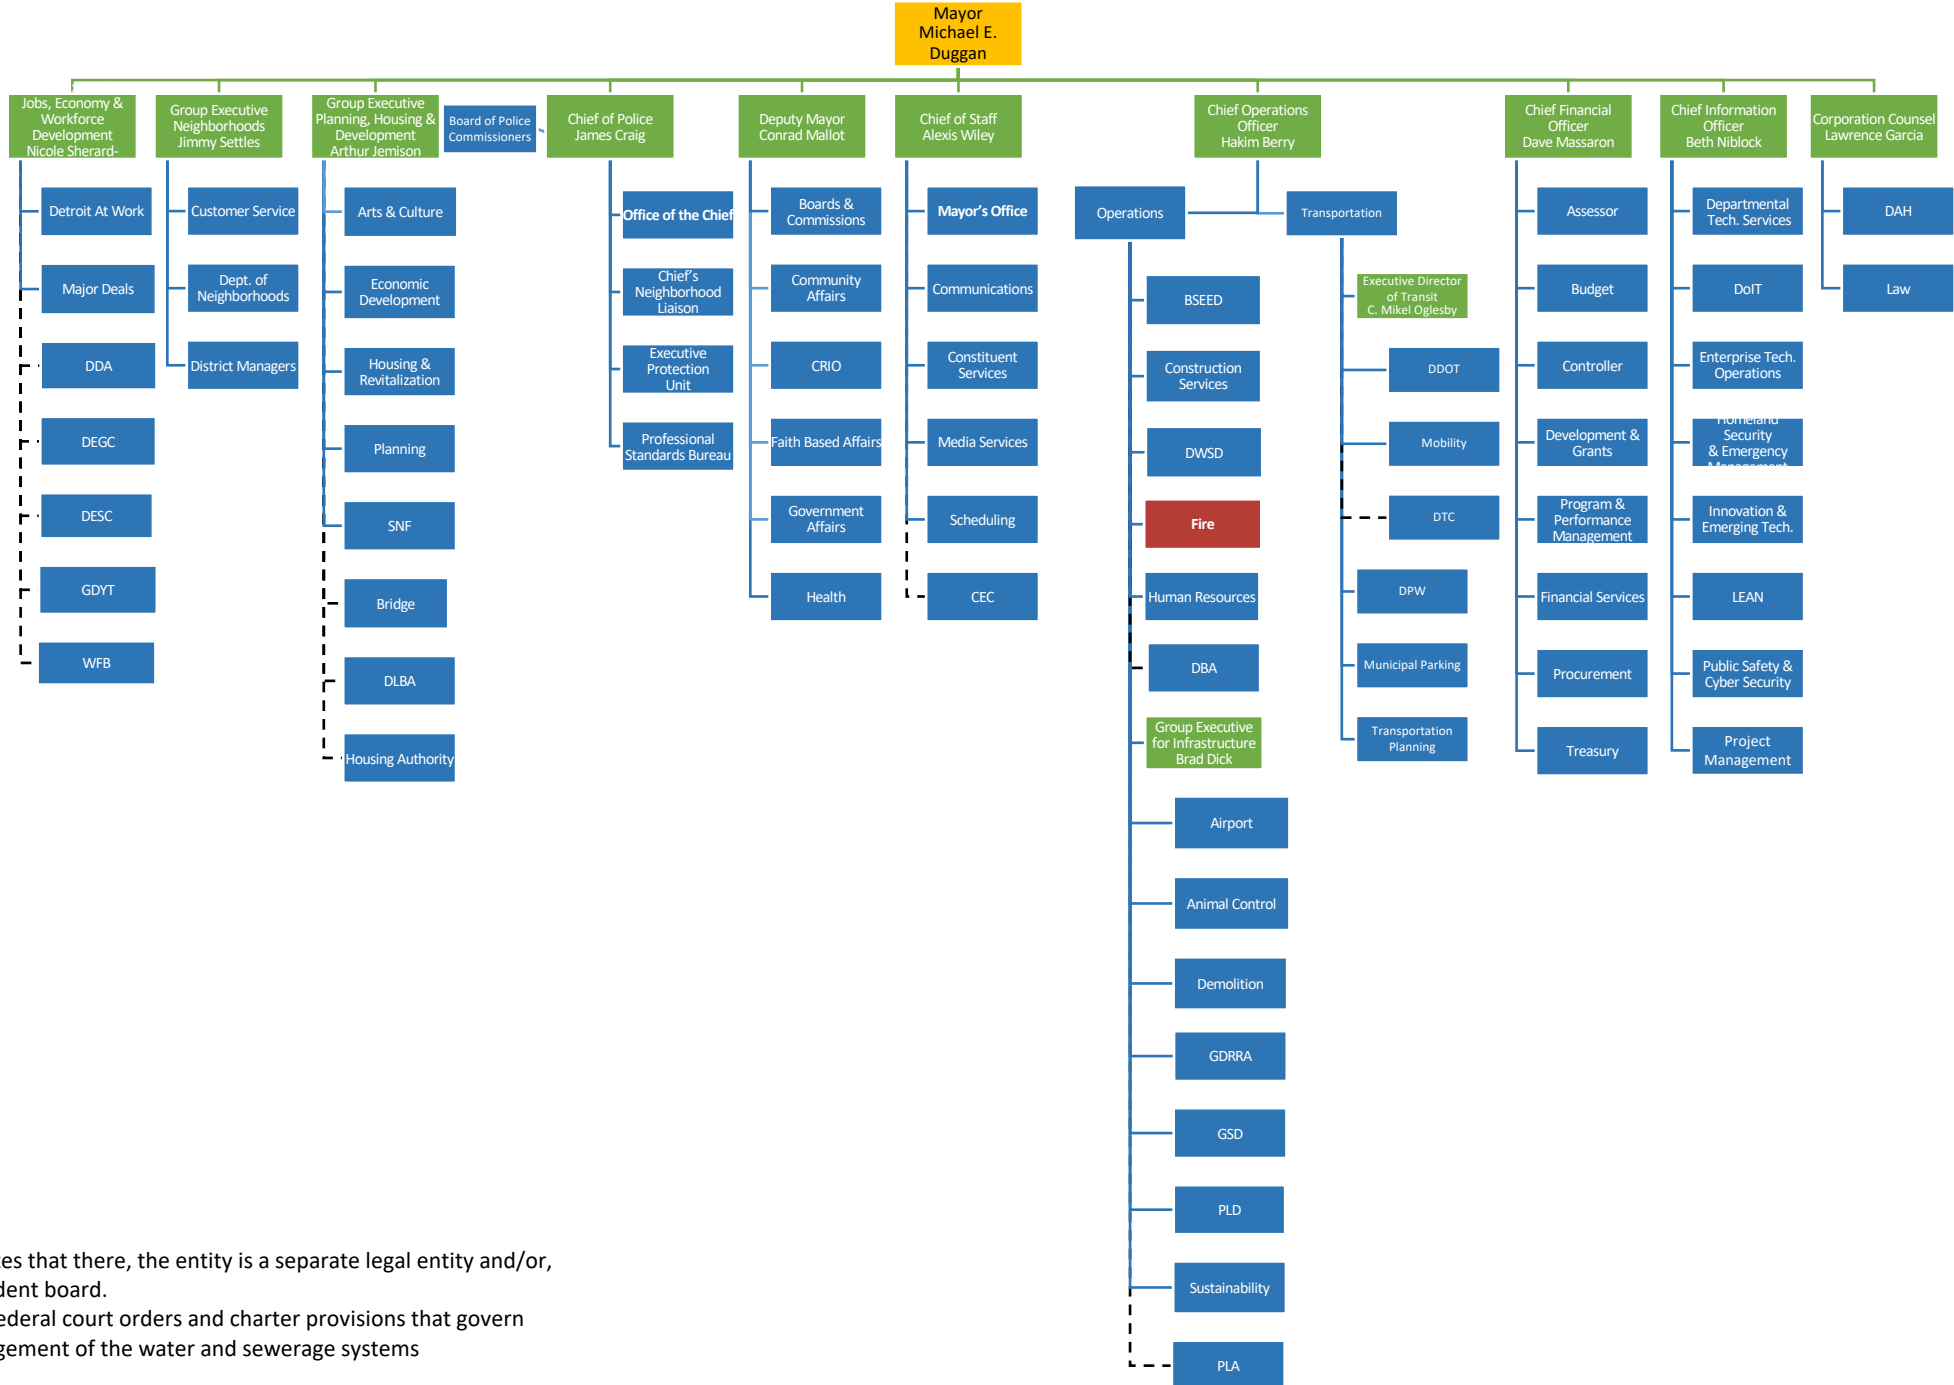 Mayor
Michael E.
Duggan
Jobs, Economy &
Workforce
Development
Nicole Sherard-
Group Executive
Neighborhoods
Jimmy Settles
Group Executive
Planning, Housing &
Development
Arthur Jemison
Board of Police
Commissioners
Chief of Police
James Craig
Deputy Mayor
Conrad Mallot
Chief of Staff
Alexis Wiley
Chief Operations
Officer
Hakim Berry
Chief Financial
Officer
Dave Massaron
Chief Information
Officer
Beth Niblock
Corporation Counsel
Lawrence Garcia
Detroit At Work
Major Deals
DDA
DEGC
DESC
GDYT
WFB
Customer Service
Dept. of
Neighborhoods
District Managers
Arts & Culture
Economic
Development
Housing &
Revitalization
Planning
SNF
Bridge
DLBA
Housing Authority
Office of the Chief
Chief's
Neighborhood
Liaison
Executive
Protection
Unit
Professional
Standards Bureau
Boards &
Commissions
Community
Affairs
CRIO
Faith Based Affairs
Government
Affairs
Health
Mayor's Office
Communications
Constituent
Services
Media Services
Scheduling
CEC
Operations
BSEED
Construction
Services
DWSD
Fire
Human Resources
DBA
Group Executive
for Infrastructure
Brad Dick
Airport
Animal Control
Demolition
GDRRA
GSD
PLD
Sustainability
PLA
Transportation
Executive Director
of Transit
C. Mikel Oglesby
DDOT
Mobility
DTC
DPW
Municipal Parking
Transportation
Planning
Assessor
Budget
Controller
Development &
Grants
Program &
Performance
Management
Financial Services
Procurement
Treasury
Departmental
Tech. Services
DoIT
Enterprise Tech.
Operations
Homeland
Security
& Emergency
Management
Innovation &
Emerging Tech.
LEAN
Public Safety &
Cyber Security
Project
Management
DAH
Law
es that there, the entity is a separate legal entity and/or,
dent board.
ederal court orders and charter provisions that govern
gement of the water and sewerage systems